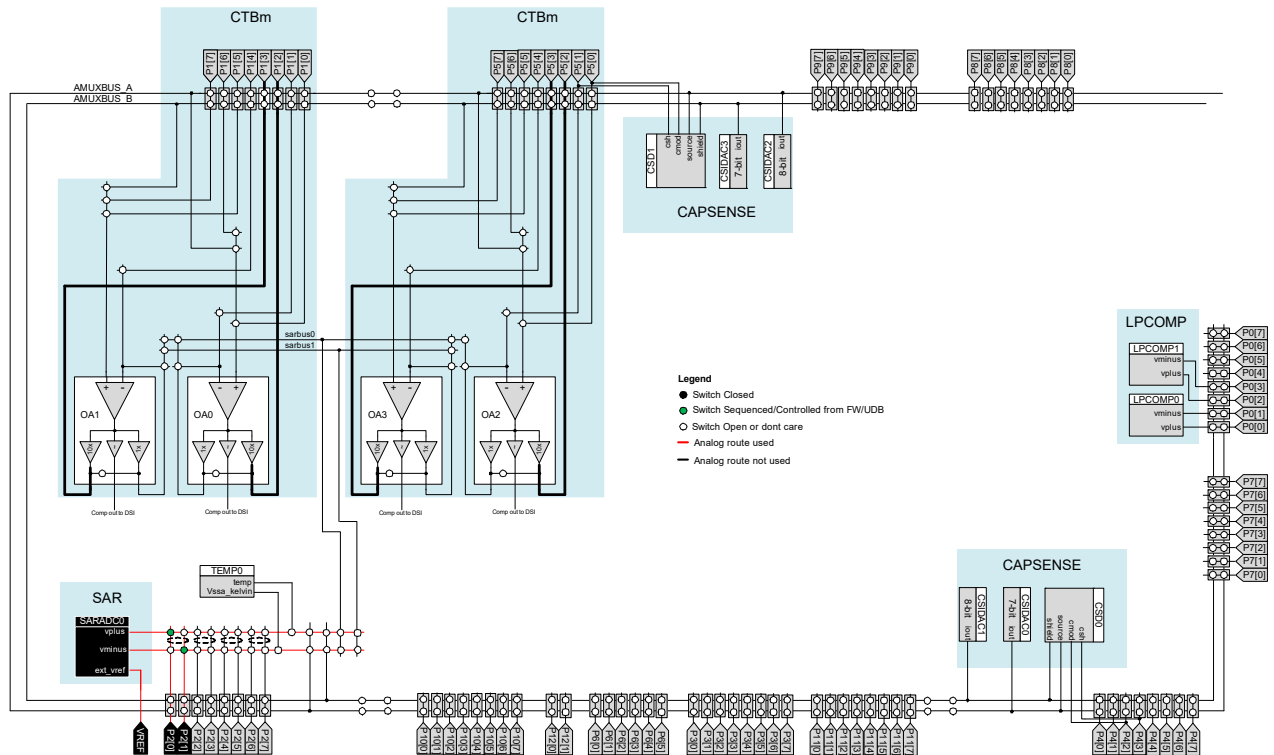 CTBm
CTBm
P1[7]
P1[6]
P1[5]
P1[4]
P1[3]
P1[2]
P1[1]
P1[0]
P5[7]
P5[6]
P5[5]
P5[4]
P5[3]
P5[2]
P5[1]
P5[0]
P9[7]
P9[6]
P9[5]
P9[4]
P9[3]
P9[2]
P9[1]
P9[0]
P8[7]
P8[6]
P8[5]
P8[4]
P8[3]
P8[2]
P8[1]
P8[0]
AMUXBUS_A
AMUXBUS_B
CSD1
csh
cmod
source
shield
CSIDAC3
7-bit iout
CSIDAC2
8-bit iout
CAPSENSE
sarbus0
sarbus1
+ -
OA1
10x
1x
- +
OA0
1x
10x
+ -
OA3
10x
1x
- +
OA2
1x
10x
Comp out to DSI
Comp out to DSI
Comp out to DSI
Comp out to DSI
Legend
Switch Closed
Switch Sequenced/Controlled from FW/UDB
Switch Open or dont care
Analog route used
Analog route not used
LPCOMP
LPCOMP1
vminus
vplus
LPCOMP0
vminus
vplus
P0[7]
P0[6]
P0[5]
P0[4]
P0[3]
P0[2]
P0[1]
P0[0]
P7[7]
P7[6]
P7[5]
P7[4]
P7[3]
P7[2]
P7[1]
P7[0]
TEMP0
temp
Vssa_kelvin
SAR
SARADC0
vplus
vminus
ext_vref
CAPSENSE
CSIDAC1
8-bit iout
CSIDAC0
7-bit iout
CSD0
shield
source
cmod
csh
VREF
P2[0]
P2[1]
P2[2]
P2[3]
P2[4]
P2[5]
P2[6]
P2[7]
P10[0]
P10[1]
P10[2]
P10[3]
P10[4]
P10[5]
P10[6]
P10[7]
P12[0]
P12[1]
P6[0]
P6[1]
P6[2]
P6[3]
P6[4]
P6[5]
P3[0]
P3[1]
P3[2]
P3[3]
P3[4]
P3[5]
P3[6]
P3[7]
P11[0]
P11[1]
P11[2]
P11[3]
P11[4]
P11[5]
P11[6]
P11[7]
P4[0]
P4[1]
P4[2]
P4[3]
P4[4]
P4[5]
P4[6]
P4[7]